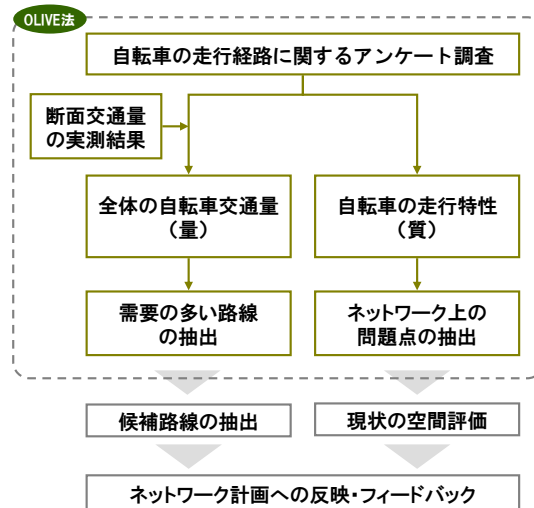 OLIVE法
自転車の走行経路に関するアンケート調査
断面交通量
の実測結果
全体の自転車交通量
（量）
自転車の走行特性
（質）
需要の多い路線
の抽出
ネットワーク上の
問題点の抽出
候補路線の抽出
現状の空間評価
ネットワーク計画への反映・フィードバック